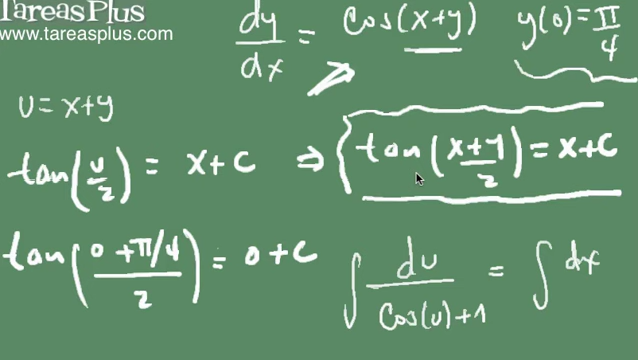 TareasPlus
www.tareasplus.com
dy/dx = Cos(x+y)    y(0)=π/4
u=x+y
tan(u/2) = x+c ⇒ tan(x+y/2) = x+c
tan(0+π/4/2) = 0+c
∫ du/Cos(u)+1 = ∫ dx